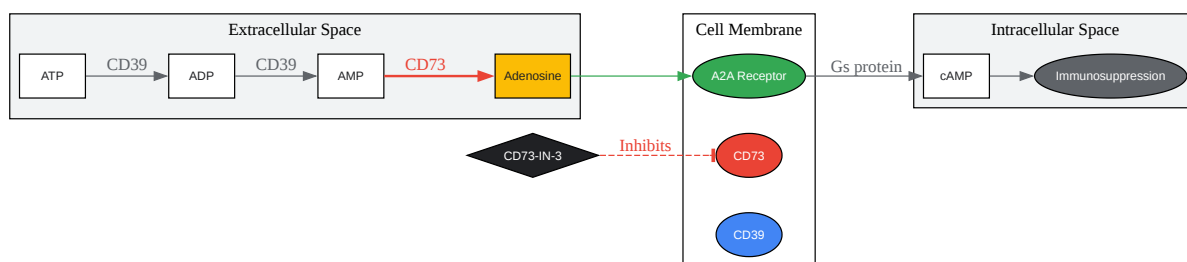 Extracellular Space
Cell Membrane
Intracellular Space
ATP
CD39
ADP
CD39
AMP
CD73
Adenosine
A2A Receptor
Gs protein
cAMP
Immunosuppression
CD73-IN-3
Inhibits
CD73
CD39